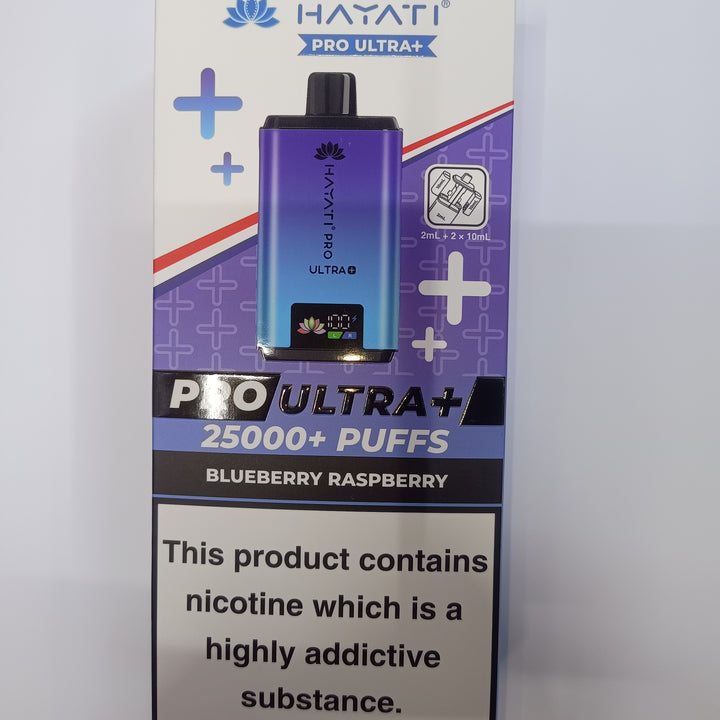 HAYATI®
PRO ULTRA+
HAYATI® PRO
ULTRA+
2mL + 2 × 10mL
100
L R
PRO ULTRA+
25000+ PUFFS
BLUEBERRY RASPBERRY
This product contains
nicotine which is a
highly addictive
substance.